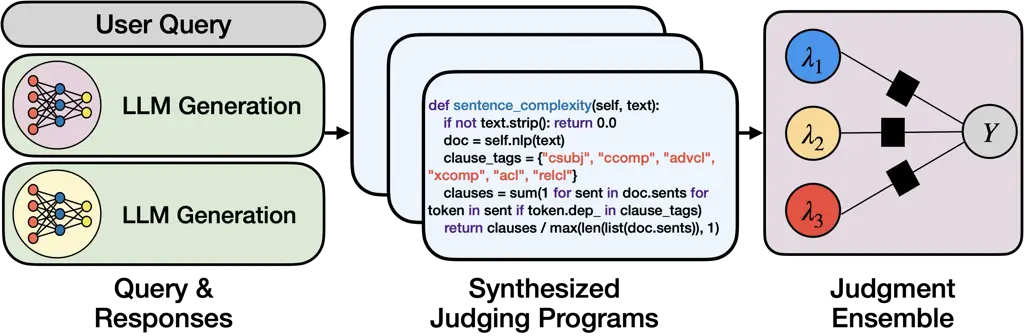 User Query
LLM Generation
LLM Generation
Query &
Responses
def sentence_complexity(self, text):
if not text.strip(): return 0.0
doc = self.nlp(text)
clause_tags = {"csubj", "ccomp", "advcl",
"xcomp", "acl", "relcl"}
clauses = sum(1 for sent in doc.sents for
token in sent if token.dep_ in clause_tags)
return clauses / max(len(list(doc.sents)), 1)
Synthesized
Judging Programs
λ1
λ2
λ3
Y
Judgment
Ensemble